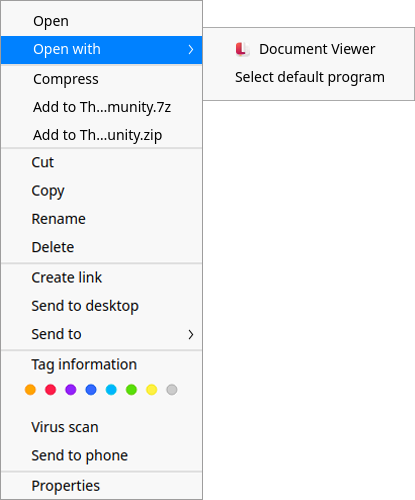 Open
Open with
Document Viewer
Select default program
Compress
Add to Th...munity.7z
Add to Th...unity.zip
Cut
Copy
Rename
Delete
Create link
Send to desktop
Send to
Tag information
Virus scan
Send to phone
Properties